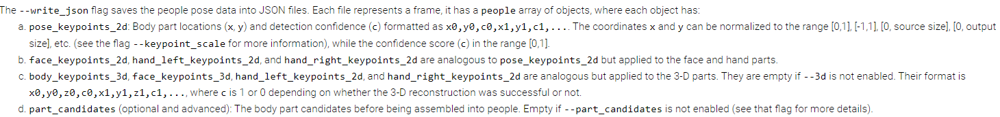 The --write_json flag saves the people pose data into JSON files. Each file represents a frame, it has a people array of objects, where each object has:
a. pose_keypoints_2d: Body part locations (x, y) and detection confidence (c) formatted as x0,y0,c0,x1,y1,c1,.... The coordinates x and y can be normalized to the range [0,1], [-1,1], [0, source size], [0, output
size], etc. (see the flag --keypoint_scale for more information), while the confidence score (c) in the range [0,1].
b. face_keypoints_2d, hand_left_keypoints_2d, and hand_right_keypoints_2d are analogous to pose_keypoints_2d but applied to the face and hand parts.
c. body_keypoints_3d, face_keypoints_3d, hand_left_keypoints_2d, and hand_right_keypoints_2d are analogous but applied to the 3-D parts. They are empty if --3d is not enabled. Their format is
x0,y0,z0,c0,x1,y1,z1,c1,..., where c is 1 or 0 depending on whether the 3-D reconstruction was successful or not.
d. part_candidates (optional and advanced): The body part candidates before being assembled into people. Empty if --part_candidates is not enabled (see that flag for more details).